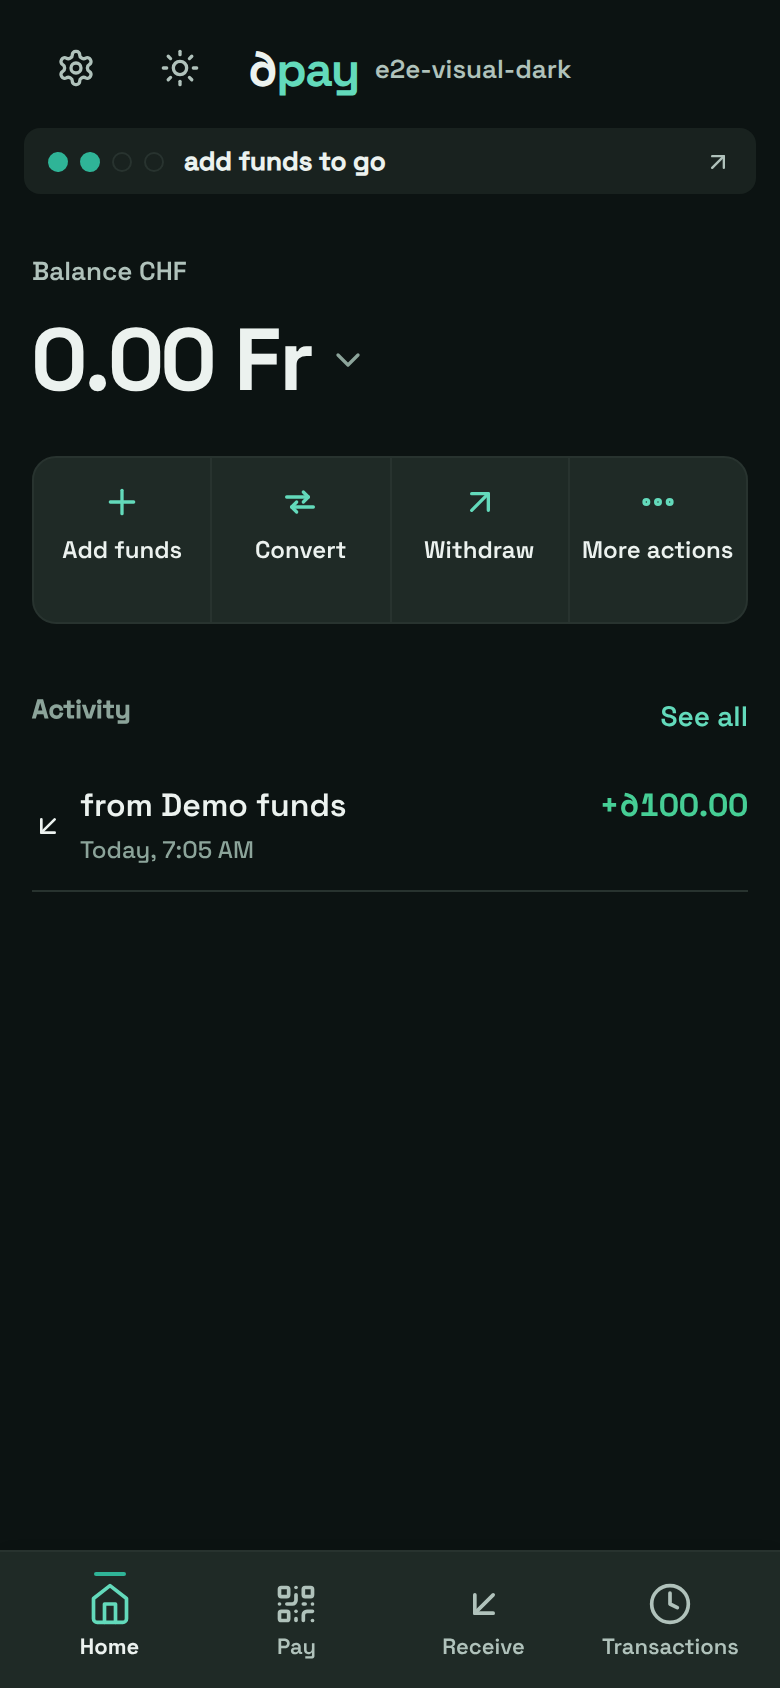 ∂pay e2e-visual-dark
add funds to go
Balance CHF
0.00 Fr
Add funds
Convert
Withdraw
More actions
Activity
See all
from Demo funds
+∂100.00
Today, 7:05 AM
Home
Pay
Receive
Transactions